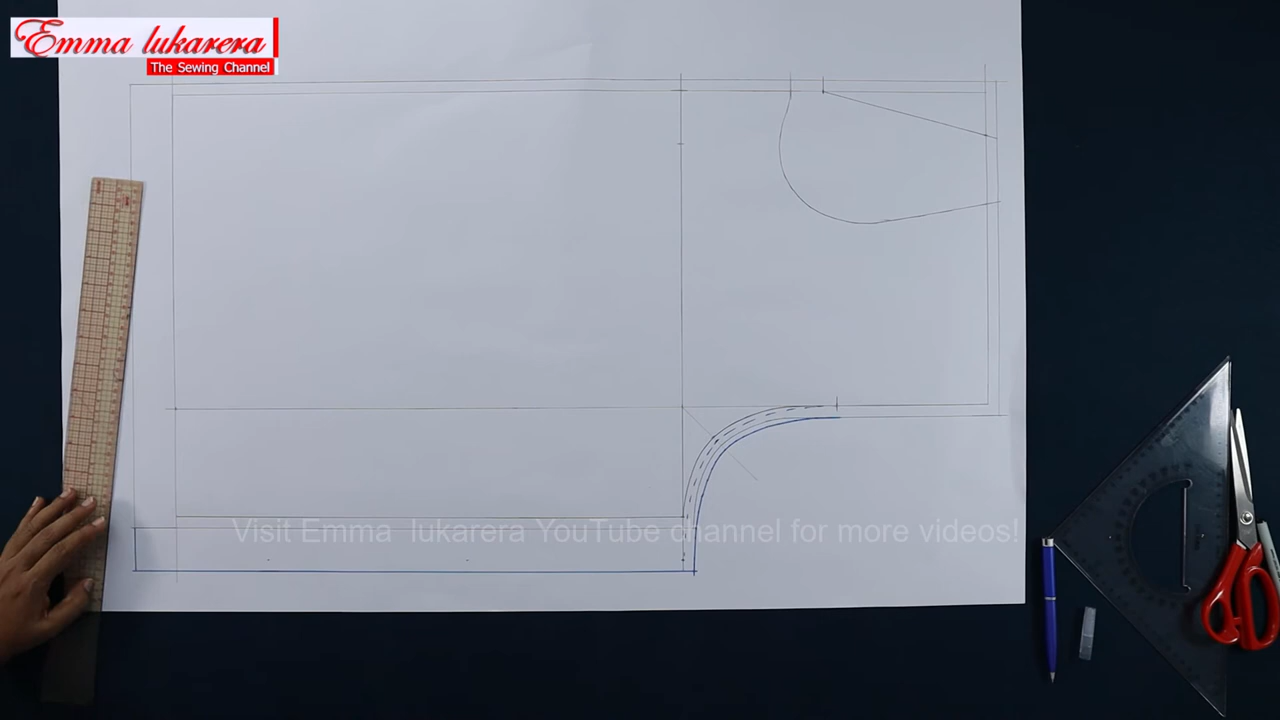 Emma lukarera
The Sewing Channel
Visit Emma lukarera YouTube channel for more videos!